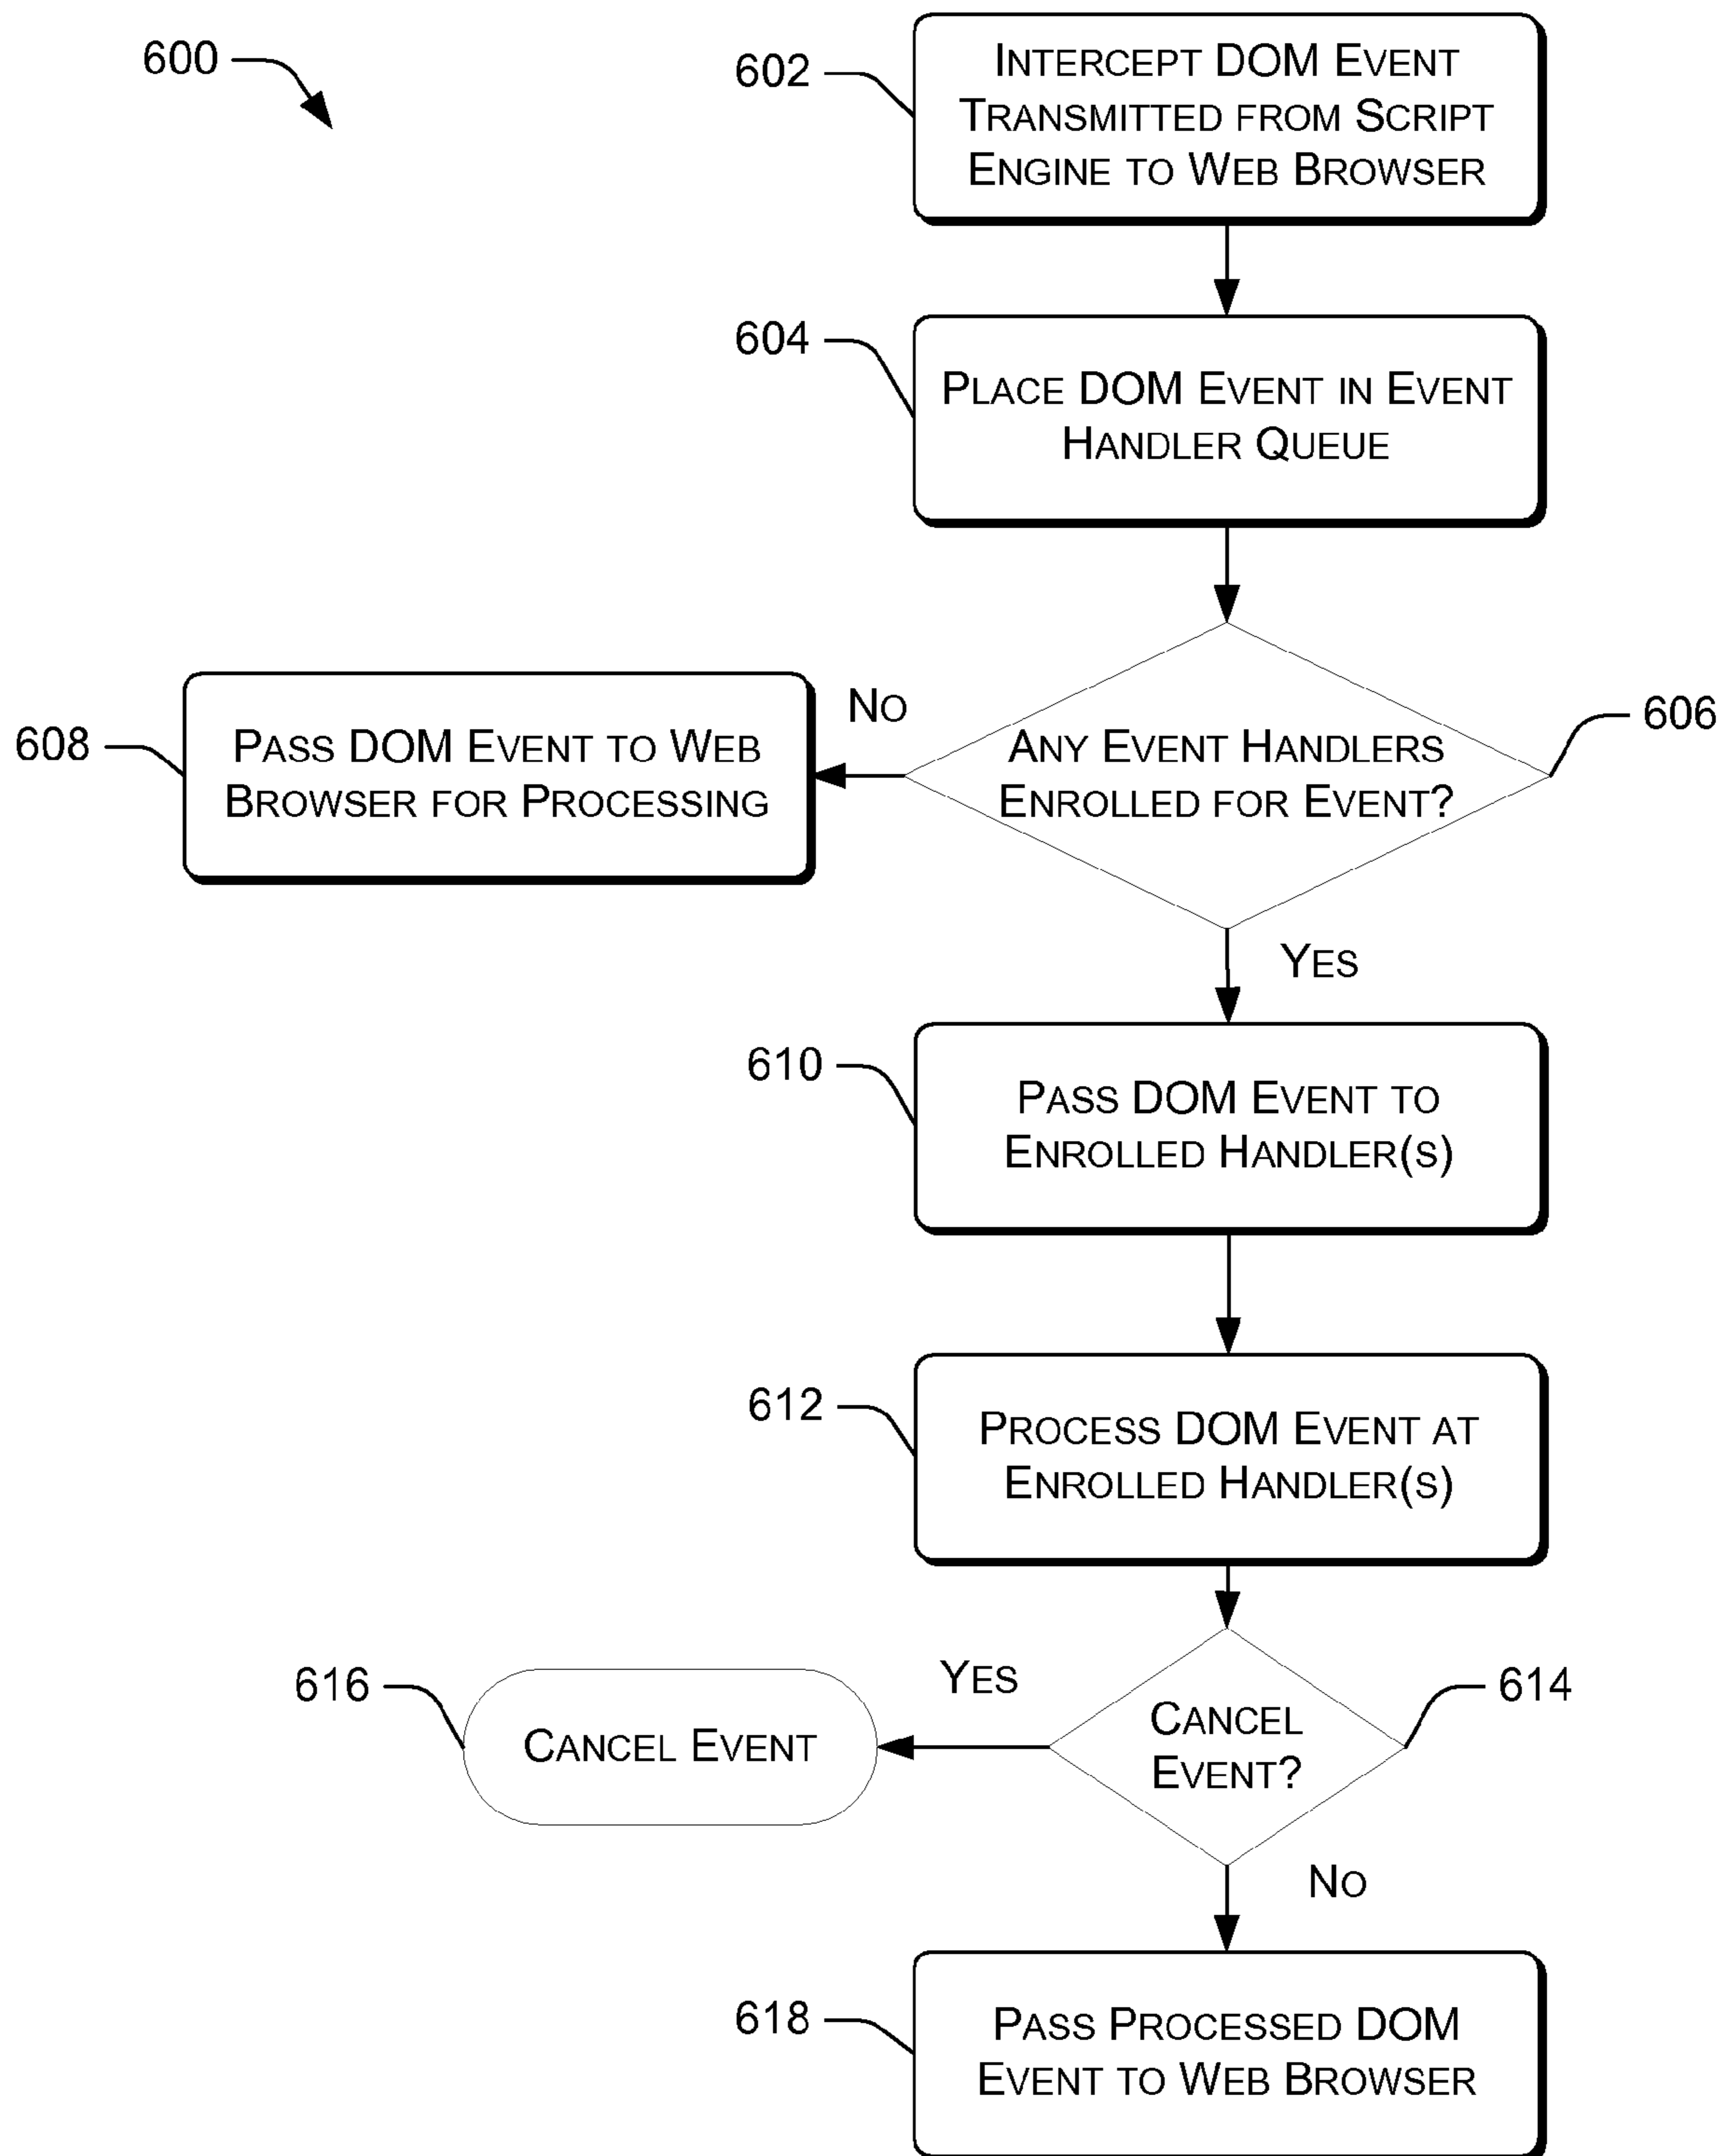 600
602
INTERCEPT DOM EVENT
TRANSMITTED FROM SCRIPT
ENGINE TO WEB BROWSER
604
PLACE DOM EVENT IN EVENT
HANDLER QUEUE
606
ANY EVENT HANDLERS
ENROLLED FOR EVENT?
NO
608
PASS DOM EVENT TO WEB
BROWSER FOR PROCESSING
YES
610
PASS DOM EVENT TO
ENROLLED HANDLER(S)
612
PROCESS DOM EVENT AT
ENROLLED HANDLER(S)
614
CANCEL
EVENT?
YES
616
CANCEL EVENT
NO
618
PASS PROCESSED DOM
EVENT TO WEB BROWSER